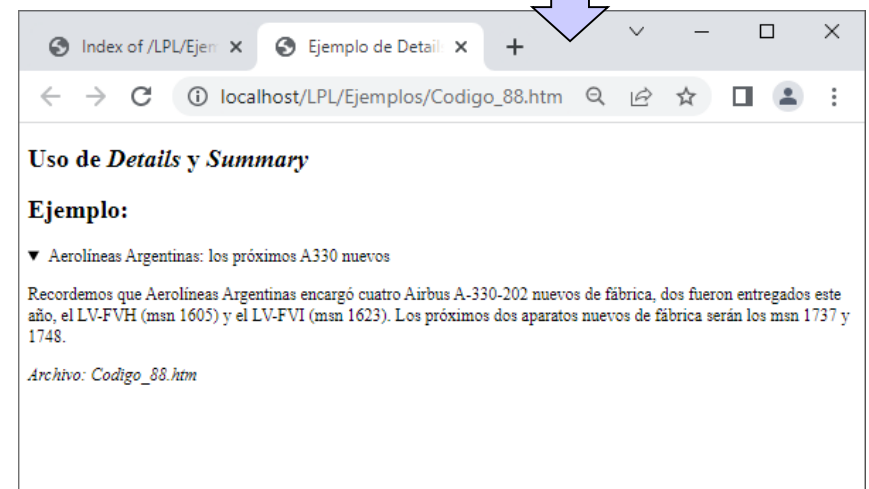 Index of /LPL/Ejem
Ejemplo de Detail
localhost/LPL/Ejemplos/Codigo_88.htm
Uso de Details y Summary
Ejemplo:
▼ Aerolíneas Argentinas: los próximos A330 nuevos
Recordemos que Aerolíneas Argentinas encargó cuatro Airbus A-330-202 nuevos de fábrica, dos fueron entregados este
año, el LV-FVH (msn 1605) y el LV-FVI (msn 1623). Los próximos dos aparatos nuevos de fábrica serán los msn 1737 y
1748.
Archivo: Codigo_88.htm